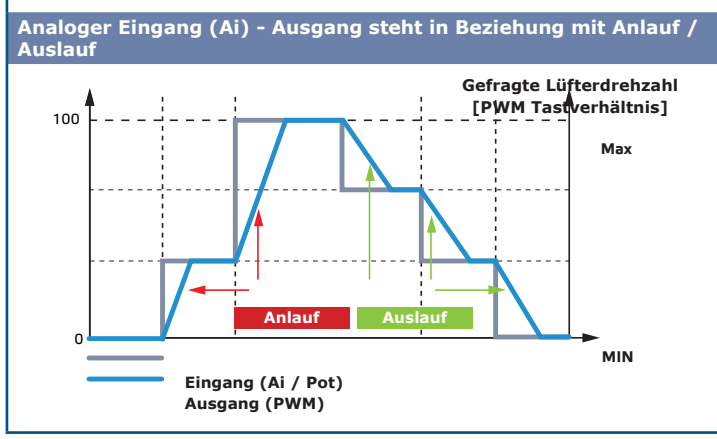 Analoger Eingang (Ai) - Ausgang steht in Beziehung mit Anlauf /
Auslauf
Gefragte Lüfterdrehzahl
[PWM Tastverhältnis]
100
Max
Anlauf
Auslauf
0
MIN
Eingang (Ai / Pot)
Ausgang (PWM)